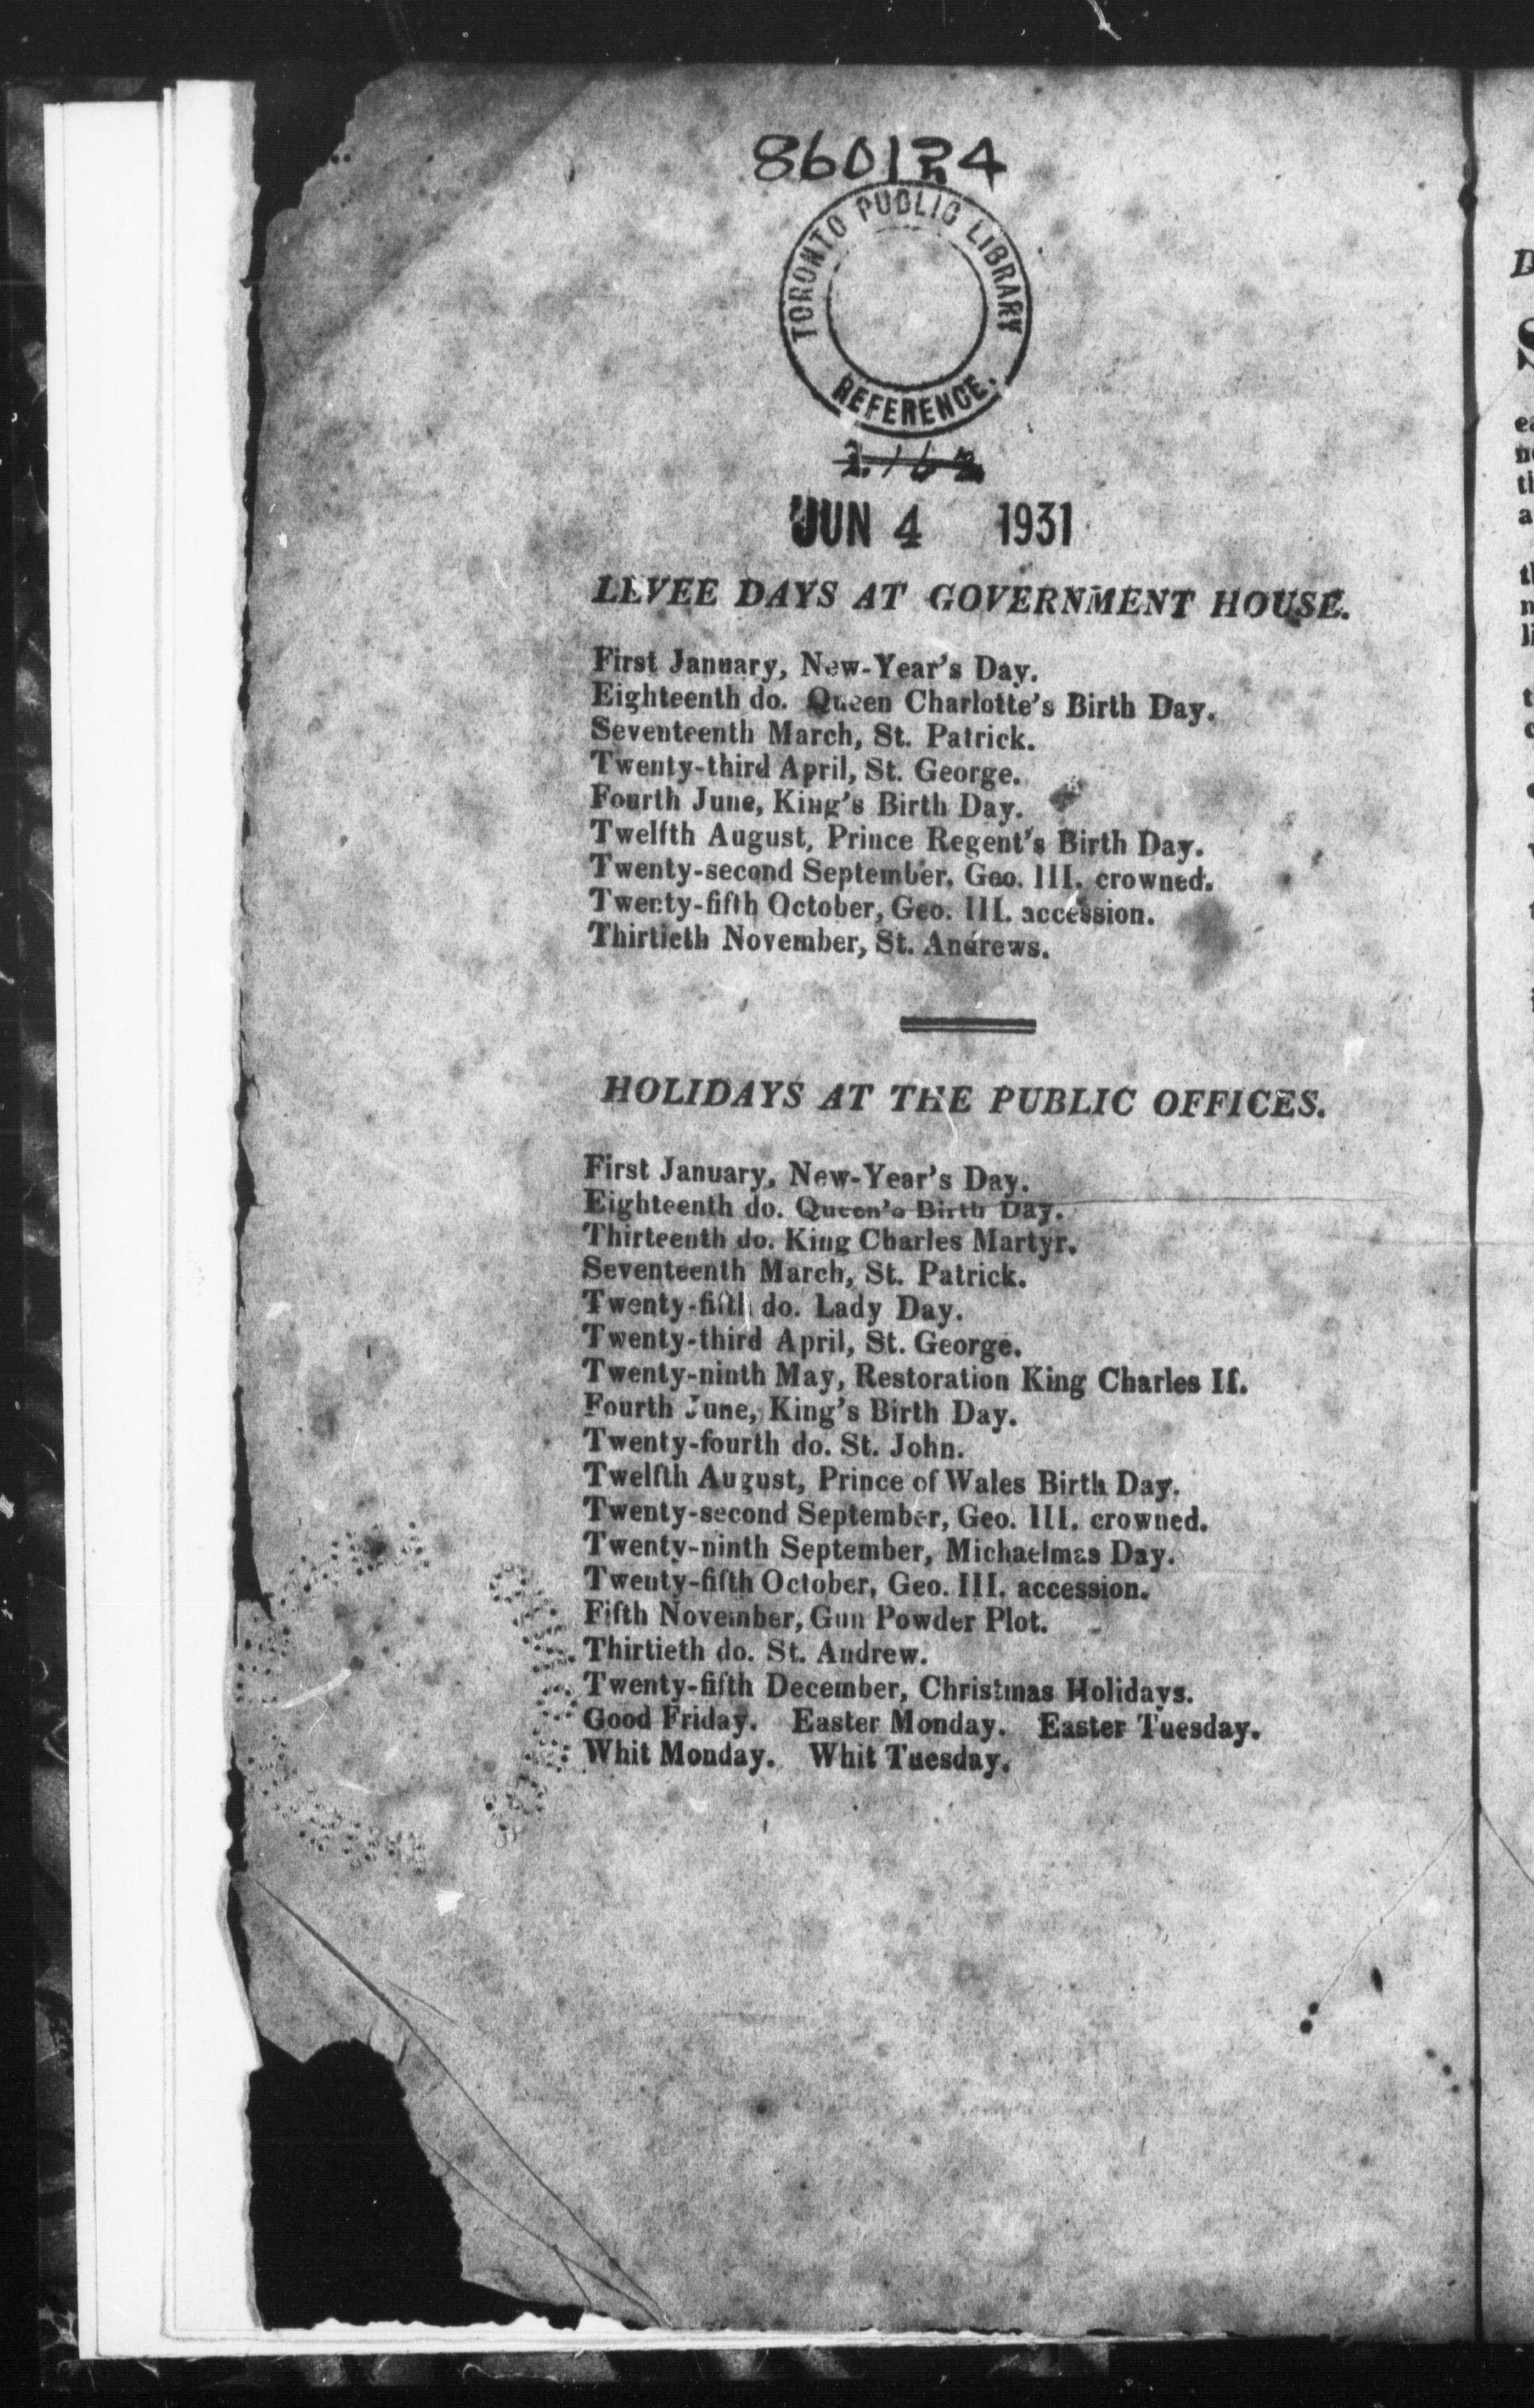 860134
TORONTO PUBLIC LIBRARY
REFERENCE.
JUN 4 1931
LEVEE DAYS AT GOVERNMENT HOUSE.
First January, New-Year's Day.
Eighteenth do. Queen Charlotte's Birth Day.
Seventeenth March, St. Patrick.
Twenty-third April, St. George.
Fourth June, King's Birth Day.
Twelfth August, Prince Regent's Birth Day.
Twenty-second September, Geo. III. crowned.
Twenty-fifth October, Geo. III. accession.
Thirtieth November, St. Andrews.
HOLIDAYS AT THE PUBLIC OFFICES.
First January, New-Year's Day.
Eighteenth do. Queen's Birth Day.
Thirteenth do. King Charles Martyr.
Seventeenth March, St. Patrick.
Twenty-fifth do. Lady Day.
Twenty-third April, St. George.
Twenty-ninth May, Restoration King Charles II.
Fourth June, King's Birth Day.
Twenty-fourth do. St. John.
Twelfth August, Prince of Wales Birth Day.
Twenty-second September, Geo. III. crowned.
Twenty-ninth September, Michaelmas Day.
Twenty-fifth October, Geo. III. accession.
Fifth November, Gun Powder Plot.
Thirtieth do. St. Andrew.
Twenty-fifth December, Christmas Holidays.
Good Friday. Easter Monday. Easter Tuesday.
Whit Monday. Whit Tuesday.